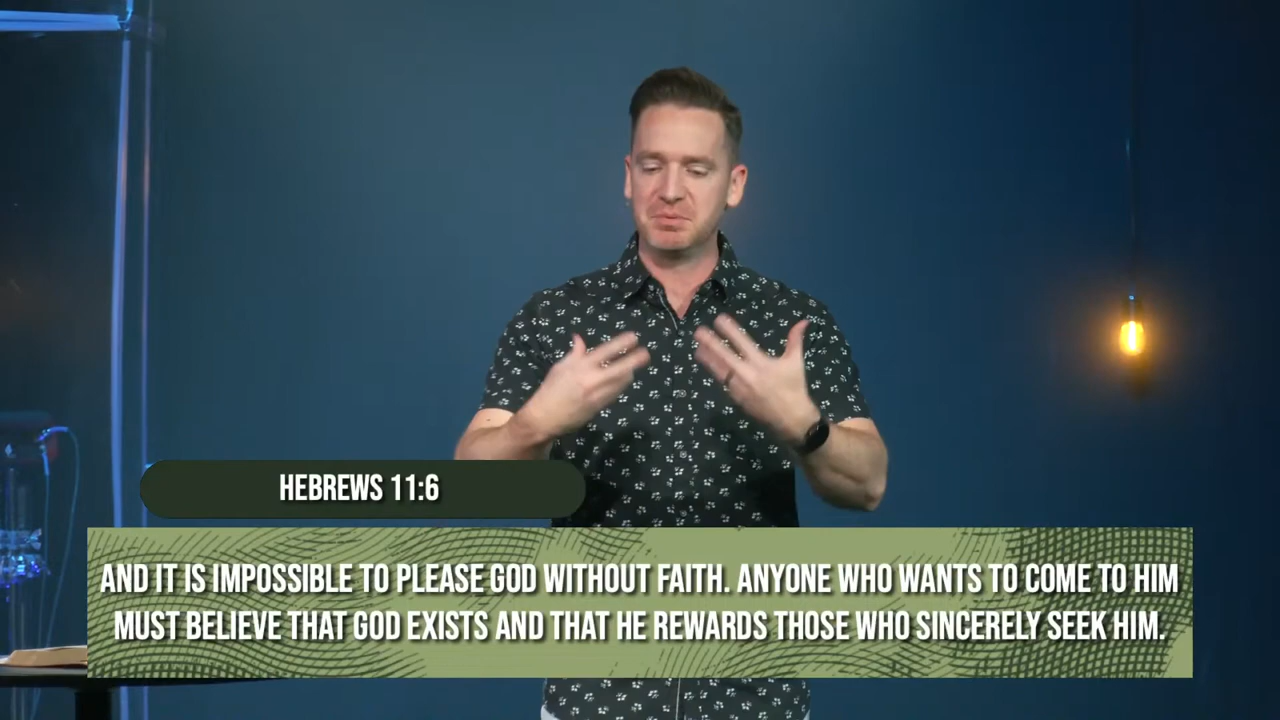 HEBREWS 11:6
AND IT IS IMPOSSIBLE TO PLEASE GOD WITHOUT FAITH. ANYONE WHO WANTS TO COME TO HIM
MUST BELIEVE THAT GOD EXISTS AND THAT HE REWARDS THOSE WHO SINCERELY SEEK HIM.